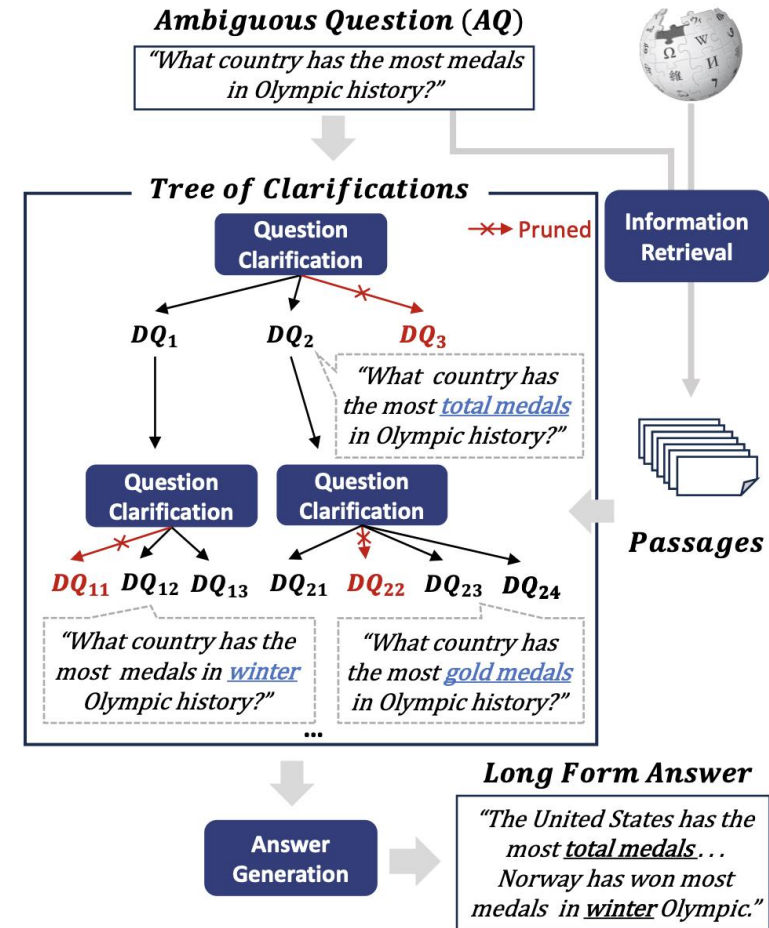 Ambiguous Question (AQ)
“What country has the most medals
in Olympic history?”
Ω
W
И
維
7
Tree of Clarifications
Question
Clarification
Pruned
Information
Retrieval
DQ₁
DQ₂
DQ₃
“What country has
the most total medals
in Olympic history?”
Question
Clarification
Question
Clarification
Passages
DQ₁₁
DQ₁₂
DQ₁₃
DQ₂₁
DQ₂₂
DQ₂₃
DQ₂₄
“What country has the
most medals in winter
Olympic history?”
“What country has
the most gold medals
in Olympic history?”
...
Long Form Answer
Answer
Generation
“The United States has the
most total medals...
Norway has won most
medals in winter Olympic.”